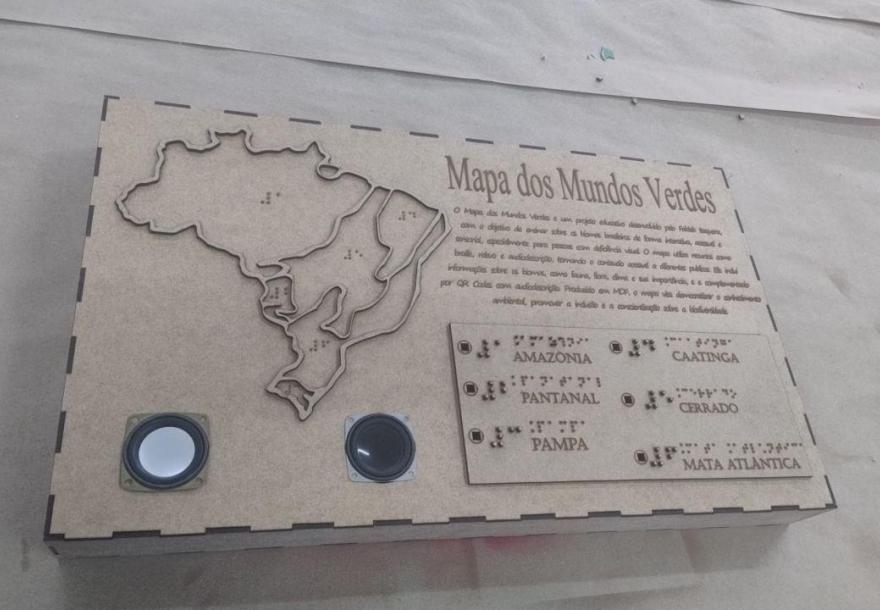 Mapa dos Mundos Verdes
O Mapa dos Mundos Verdes é um projeto educativo desenvolvido pelo
com o objetivo de ensinar sobre os biomas brasileiros de forma interativa, acessível e
sensorial, especialmente para pessoas com deficiência visual. O mapa utiliza recursos como
braille, relevo e audiodescrição, tornando o conteúdo acessível a diferentes públicos. Ele inclui
informações sobre os biomas, como fauna, flora, clima e sua importância, e é complementado
por QR Codes com audiodescrição. Produzido em MDF, o mapa visa democratizar o conhecimento
ambiental, promover a inclusão e a conscientização sobre a biodiversidade.
AMAZÔNIA
CAATINGA
PANTANAL
CERRADO
PAMPA
MATA ATLÂNTICA